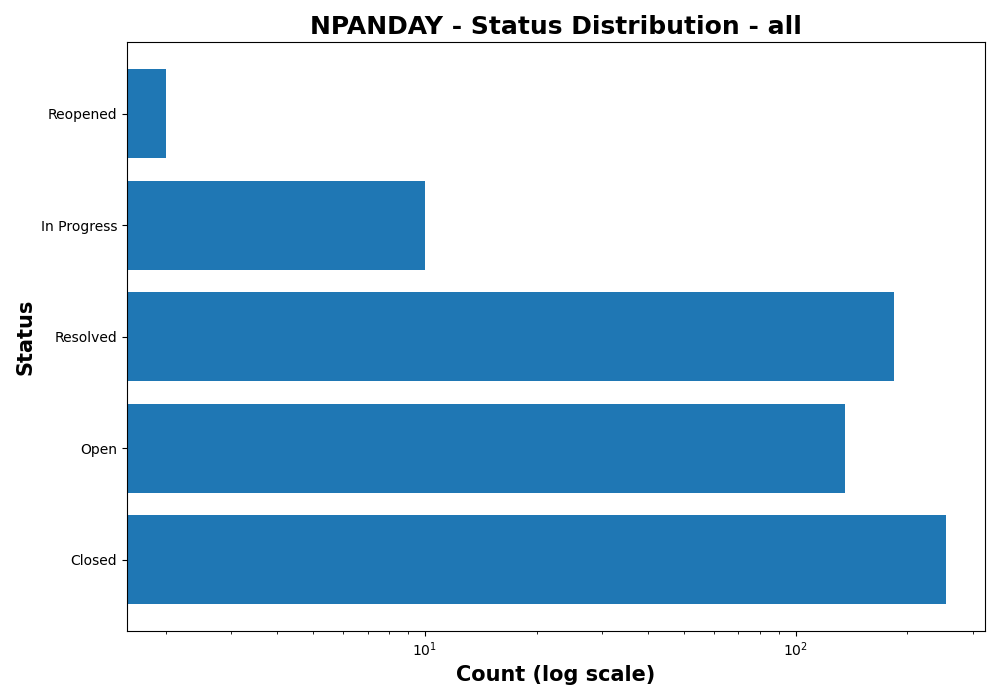 NPANDAY - Status Distribution - all
Reopened
In Progress
Resolved
Open
Closed
Status
10¹
10²
Count (log scale)